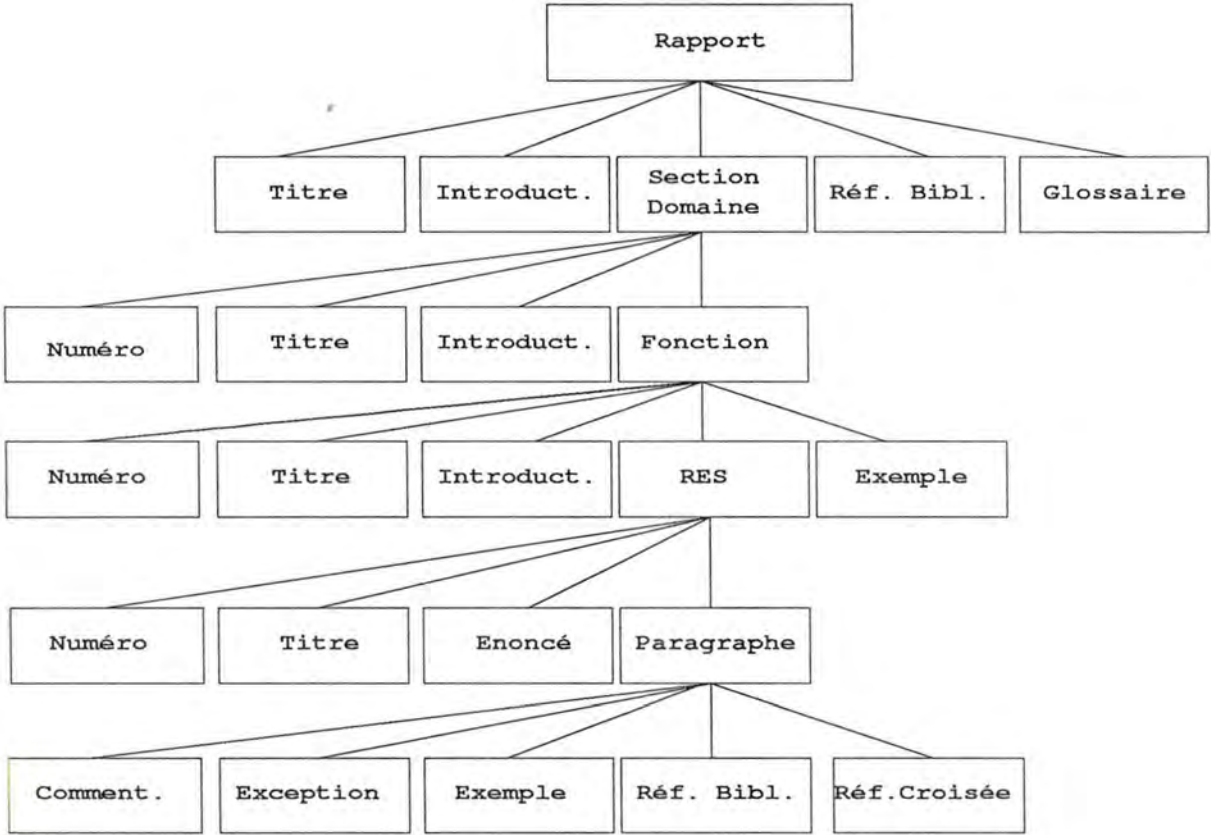 Rapport
Titre
Introduct.
Section
Domaine
Réf. Bibl.
Glossaire
Numéro
Titre
Introduct.
Fonction
Numéro
Titre
Introduct.
RES
Exemple
Numéro
Titre
Enoncé
Paragraphe
Comment.
Exception
Exemple
Réf. Bibl.
Réf.Croisée